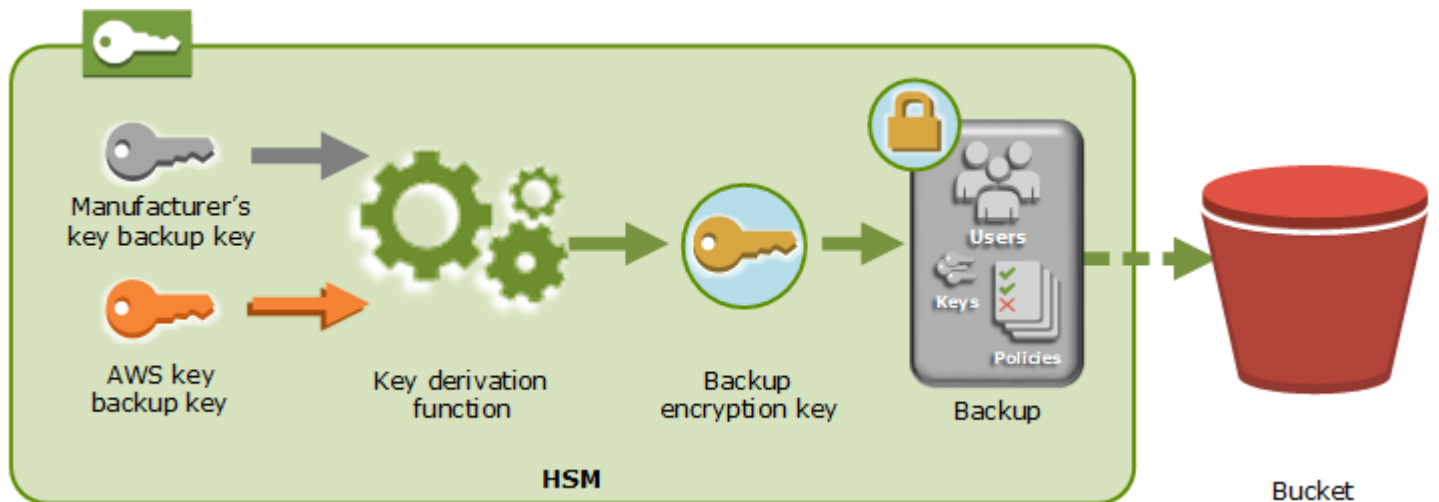 Manufacturer's
key backup key
AWS key
backup key
Key derivation
function
Backup
encryption key
Users
Keys
Policies
Backup
HSM
Bucket